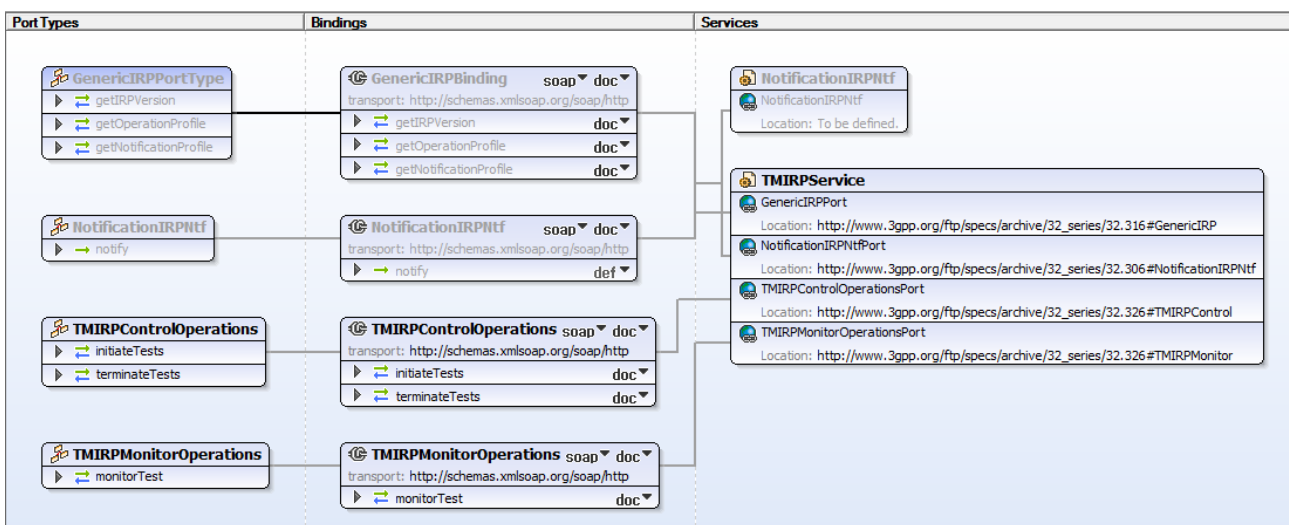 Port Types
Bindings
Services
GenericIRPPortType
getIRPVersion
getOperationProfile
getNotificationProfile
GenericIRPBinding soap doc
transport: http://schemas.xmlsoap.org/soap/http
getIRPVersion doc
getOperationProfile doc
getNotificationProfile doc
NotificationIRPNtf
NotificationIRPNtf
Location: To be defined.
TMIRPService
GenericIRPPort
Location: http://www.3gpp.org/ftp/specs/archive/32_series/32.316#GenericIRP
NotificationIRPNtfPort
Location: http://www.3gpp.org/ftp/specs/archive/32_series/32.306#NotificationIRPNtf
TMIRPControlOperationsPort
Location: http://www.3gpp.org/ftp/specs/archive/32_series/32.326#TMIRPControl
TMIRPMonitorOperationsPort
Location: http://www.3gpp.org/ftp/specs/archive/32_series/32.326#TMIRPMonitor
NotificationIRPNtf
notify
NotificationIRPNtf soap doc
transport: http://schemas.xmlsoap.org/soap/http
notify def
TMIRPControlOperations
initiateTests
terminateTests
TMIRPControlOperations soap doc
transport: http://schemas.xmlsoap.org/soap/http
initiateTests doc
terminateTests doc
TMIRPMonitorOperations
monitorTest
TMIRPMonitorOperations soap doc
transport: http://schemas.xmlsoap.org/soap/http
monitorTest doc